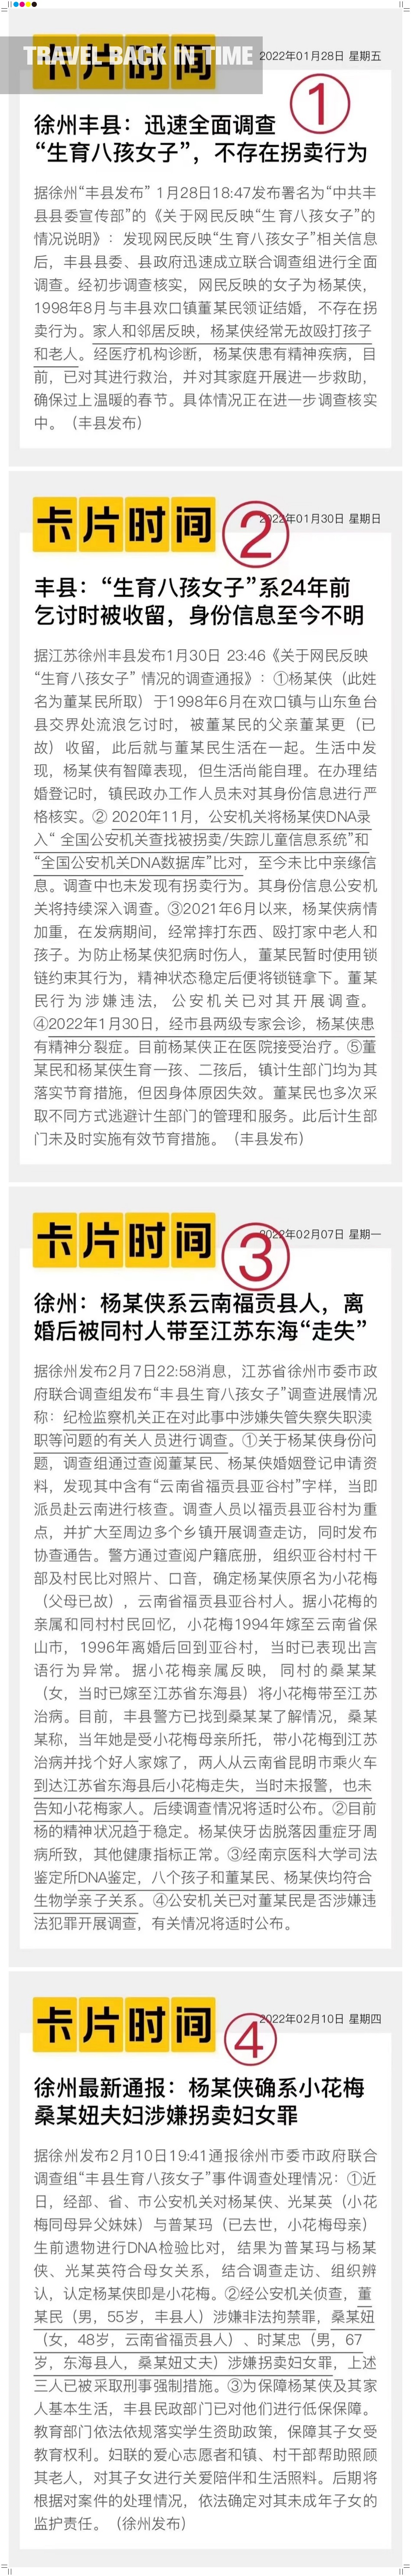 TRAVEL BACK IN TIME
卡片时间
2022年01月28日 星期五
①
徐州丰县：迅速全面调查
“生育八孩女子”，不存在拐卖行为
据徐州“丰县发布” 1月28日18:47发布署名为“中共丰
县县委宣传部”的《关于网民反映“生育八孩女子”的
情况说明》：发现网民反映“生育八孩女子”相关信息
后，丰县县委、县政府迅速成立联合调查组进行全面
调查。经初步调查核实，网民反映的女子为杨某侠，
1998年8月与丰县欢口镇董某民领证结婚，不存在拐
卖行为。家人和邻居反映，杨某侠经常无故殴打孩子
和老人。经医疗机构诊断，杨某侠患有精神疾病，目
前，已对其进行救治，并对其家庭开展进一步救助，
确保过上温暖的春节。具体情况正在进一步调查核实
中。（丰县发布）
卡片时间
②
2022年01月30日 星期日
丰县：“生育八孩女子”系24年前
乞讨时被收留，身份信息至今不明
据江苏徐州丰县发布1月30日 23:46《关于网民反映
“生育八孩女子” 情况的调查通报》：①杨某侠（此姓
名为董某民所取）于1998年6月在欢口镇与山东鱼台
县交界处流浪乞讨时，被董某民的父亲董某更（已
故）收留，此后就与董某民生活在一起。生活中发
现，杨某侠有智障表现，但生活尚能自理。在办理结
婚登记时，镇民政办工作人员未对其身份信息进行严
格核实。② 2020年11月，公安机关将杨某侠DNA录
入“ 全国公安机关查找被拐卖/失踪儿童信息系统”和
“全国公安机关DNA数据库”比对，至今未比中亲缘信
息。调查中也未发现有拐卖行为。其身份信息公安机
关将持续深入调查。③2021年6月以来，杨某侠病情
加重，在发病期间，经常摔打东西、殴打家中老人和
孩子。为防止杨某侠犯病时伤人，董某民暂时使用锁
链约束其行为，精神状态稳定后便将锁链拿下。董某
民行为涉嫌违法，公安机关已对其开展调查。
④2022年1月30日，经市县两级专家会诊，杨某侠患
有精神分裂症。目前杨某侠正在医院接受治疗。⑤董
某民和杨某侠生育一孩、二孩后，镇计生部门均为其
落实节育措施，但因身体原因失效。董某民也多次采
取不同方式逃避计生部门的管理和服务。此后计生部
门未及时实施有效节育措施。（丰县发布）
卡片时间
③
2022年02月07日 星期一
徐州：杨某侠系云南福贡县人，离
婚后被同村人带至江苏东海“走失”
据徐州发布2月7日22:58消息，江苏省徐州市委市政
府联合调查组发布“丰县生育八孩女子”调查进展情况
称：纪检监察机关正在对此事中涉嫌失管失察失职渎
职等问题的有关人员进行调查。①关于杨某侠身份问
题，调查组通过查阅董某民、杨某侠婚姻登记申请资
料，发现其中含有“云南省福贡县亚谷村”字样，当即
派员赴云南进行核查。调查人员以福贡县亚谷村为重
点，并扩大至周边多个乡镇开展调查走访，同时发布
协查通告。警方通过查阅户籍底册，组织亚谷村村干
部及村民比对照片、口音，确定杨某侠原名为小花梅
（父母已故），云南省福贡县亚谷村人。据小花梅的
亲属和同村村民回忆，小花梅1994年嫁至云南省保
山市，1996年离婚后回到亚谷村，当时已表现出言
语行为异常。据小花梅亲属反映，同村的桑某某
（女，当时已嫁至江苏省东海县）将小花梅带至江苏
治病。目前，丰县警方已找到桑某某了解情况，桑某
某称，当年她是受小花梅母亲所托，带小花梅到江苏
治病并找个好人家嫁了，两人从云南省昆明市乘火车
到达江苏省东海县后小花梅走失，当时未报警，也未
告知小花梅家人。后续调查情况将适时公布。②目前
杨的精神状况趋于稳定。杨某侠牙齿脱落因重症牙周
病所致，其他健康指标正常。③经南京医科大学司法
鉴定所DNA鉴定，八个孩子和董某民、杨某侠均符合
生物学亲子关系。④公安机关已对董某民是否涉嫌违
法犯罪开展调查，有关情况将适时公布。
卡片时间
④
2022年02月10日 星期四
徐州最新通报：杨某侠确系小花梅
桑某妞夫妇涉嫌拐卖妇女罪
据徐州发布2月10日19:41通报徐州市委市政府联合
调查组“丰县生育八孩女子”事件调查处理情况：①近
日，经部、省、市公安机关对杨某侠、光某英（小花
梅同母异父妹妹）与普某玛（已去世，小花梅母亲）
生前遗物进行DNA检验比对，结果为普某玛与杨某
侠、光某英符合母女关系，结合调查走访、组织辨
认，认定杨某侠即是小花梅。②经公安机关侦查，董
某民（男，55岁，丰县人）涉嫌非法拘禁罪，桑某妞
（女，48岁，云南省福贡县人）、时某忠（男，67
岁，东海县人，桑某妞丈夫）涉嫌拐卖妇女罪，上述
三人已被采取刑事强制措施。③为保障杨某侠及其家
人基本生活，丰县民政部门已对他们进行低保保障。
教育部门依法依规落实学生资助政策，保障其子女受
教育权利。妇联的爱心志愿者和镇、村干部帮助照顾
其老人，对其子女进行关爱陪伴和生活照料。后期将
根据对案件的处理情况，依法确定对其未成年子女的
监护责任。（徐州发布）